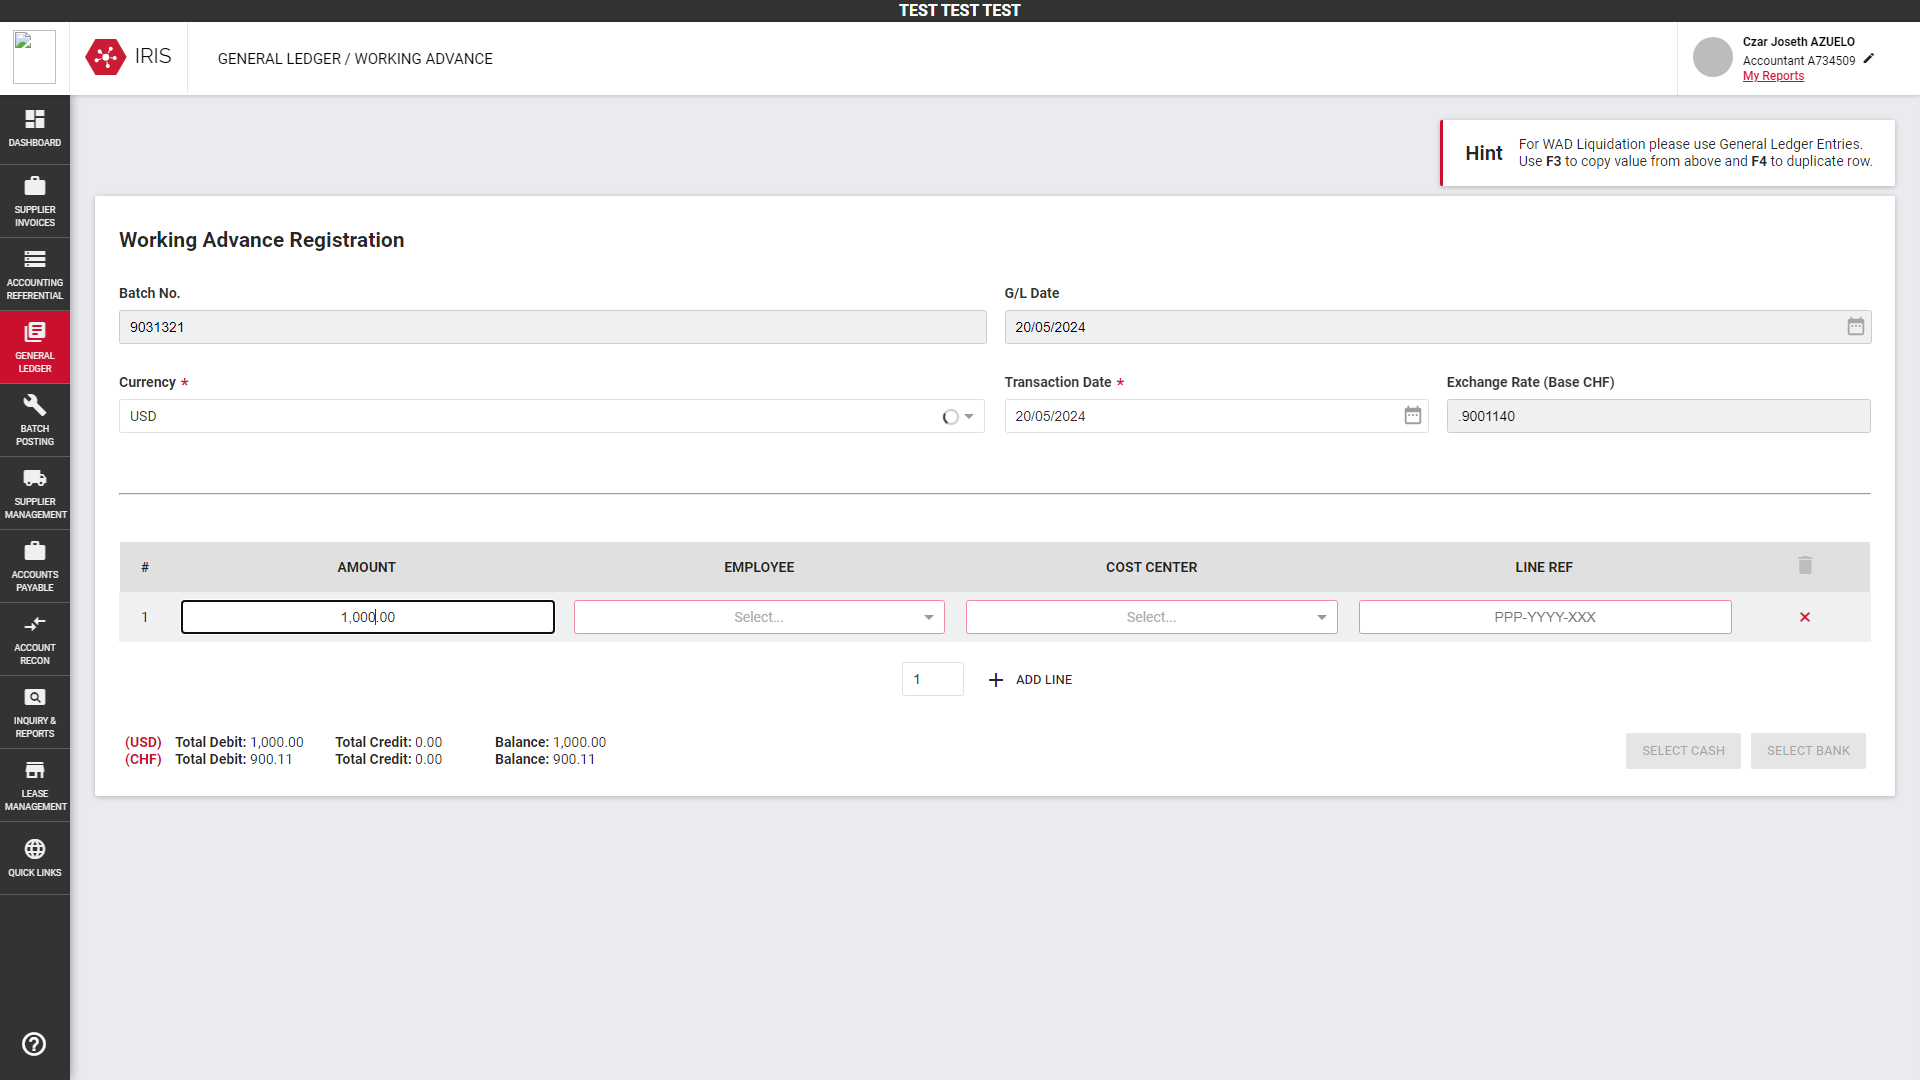 TEST TEST TEST
IRIS
GENERAL LEDGER / WORKING ADVANCE
Czar Joseth AZUELO
Accountant A734509
My Reports
DASHBOARD
SUPPLIER
INVOICES
ACCOUNTING
REFERENTIAL
GENERAL
LEDGER
BATCH
POSTING
SUPPLIER
MANAGEMENT
ACCOUNTS
PAYABLE
ACCOUNT
RECON
INQUIRY &
REPORTS
LEASE
MANAGEMENT
QUICK LINKS
Hint
For WAD Liquidation please use General Ledger Entries.
Use F3 to copy value from above and F4 to duplicate row.
Working Advance Registration
Batch No.
9031321
G/L Date
20/05/2024
Currency *
USD
Transaction Date *
20/05/2024
Exchange Rate (Base CHF)
.9001140
# AMOUNT EMPLOYEE COST CENTER LINE REF
1 1,000.00 Select... Select... PPP-YYYY-XXX
1 ADD LINE
(USD) Total Debit: 1,000.00 Total Credit: 0.00 Balance: 1,000.00
(CHF) Total Debit: 900.11 Total Credit: 0.00 Balance: 900.11
SELECT CASH SELECT BANK